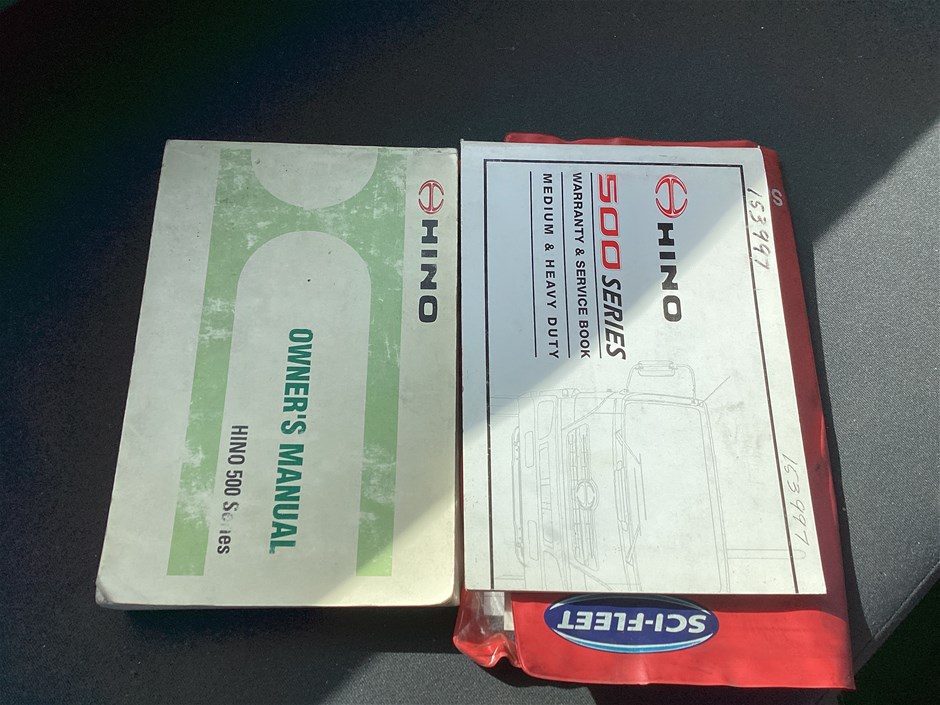 HINO
OWNER'S MANUAL
HINO 500 Series
153997
HINO
500 SERIES
WARRANTY & SERVICE BOOK
MEDIUM & HEAVY DUTY
153997
SCI-FLEET
S